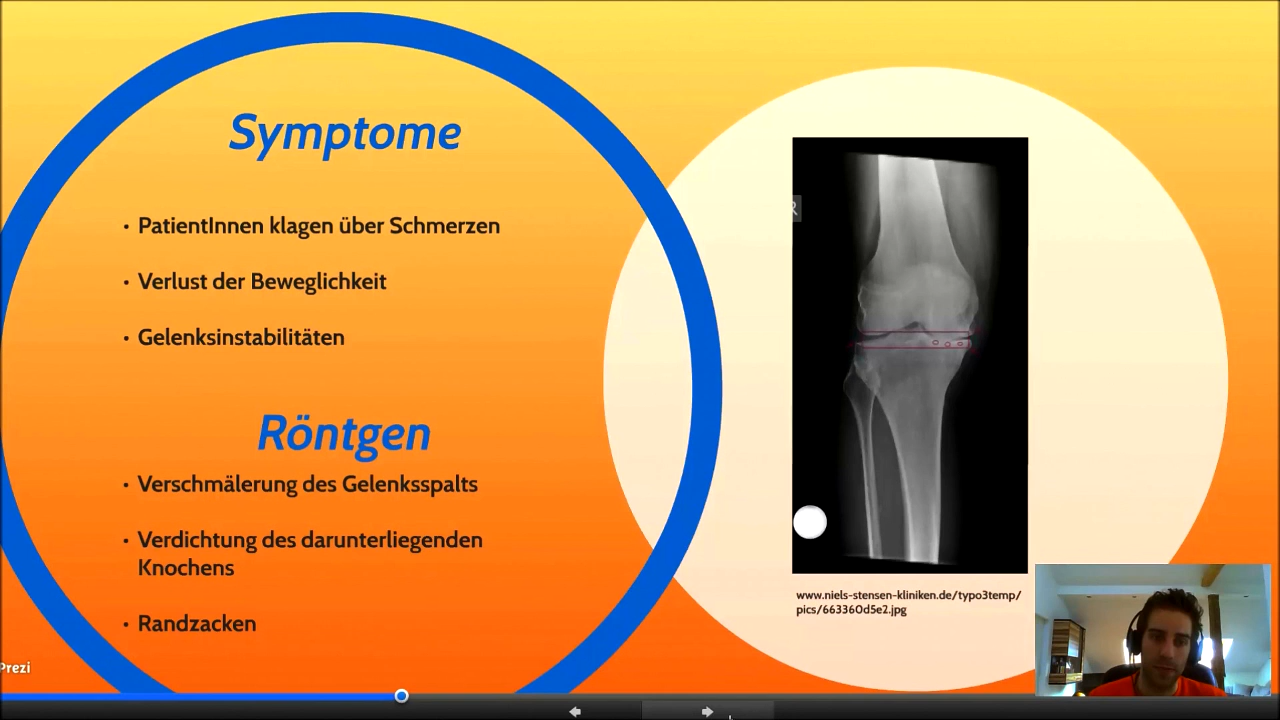 Symptome
• PatientInnen klagen über Schmerzen
• Verlust der Beweglichkeit
• Gelenksinstabilitäten
Röntgen
• Verschmälerung des Gelenksspalts
• Verdichtung des darunterliegenden
Knochens
• Randzacken
R
www.niels-stensen-kliniken.de/typo3temp/
pics/663360d5e2.jpg
Prezi